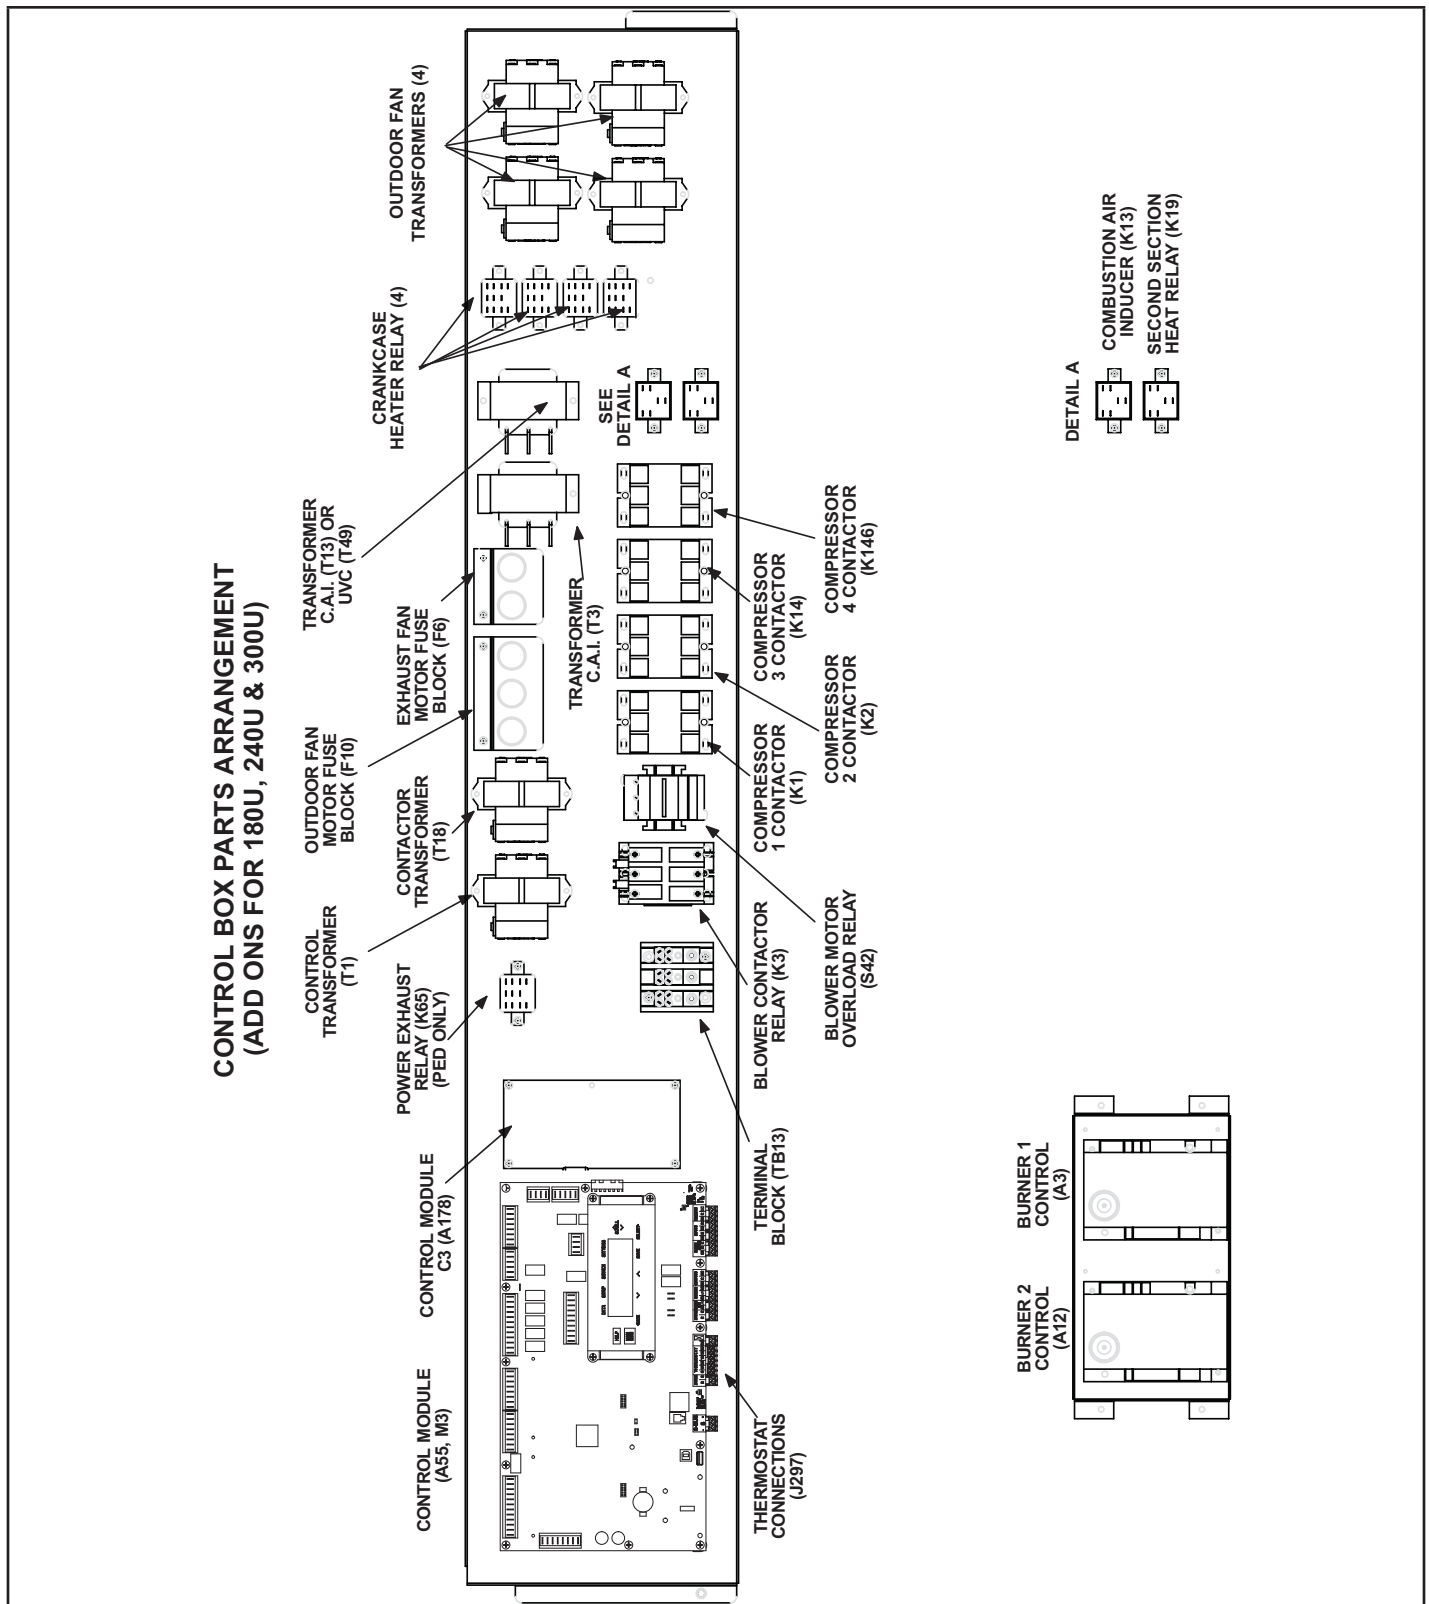 CONTROL BOX PARTS ARRANGEMENT
(ADD ONS FOR 180U, 240U & 300U)
CONTROL
TRANSFORMER
(T1)
OUTDOOR FAN
MOTOR FUSE
BLOCK (F10)
TRANSFORMER
C.A.I. (T13) OR
UVC (T49)
CONTROL MODULE
(A55, M3)
CONTROL MODULE
C3 (A178)
POWER EXHAUST
RELAY (K65)
(PED ONLY)
CONTACTOR
TRANSFORMER
(T18)
EXHAUST FAN
MOTOR FUSE
BLOCK (F6)
CRANKCASE
HEATER RELAY (4)
OUTDOOR FAN
TRANSFORMERS (4)
TRANSFORMER
C.A.I. (T3)
SEE
DETAIL A
THERMOSTAT
CONNECTIONS
(J297)
TERMINAL
BLOCK (TB13)
BLOWER CONTACTOR
RELAY (K3)
COMPRESSOR
1 CONTACTOR
(K1)
COMPRESSOR
3 CONTACTOR
(K14)
BLOWER MOTOR
OVERLOAD RELAY
(S42)
COMPRESSOR
2 CONTACTOR
(K2)
COMPRESSOR
4 CONTACTOR
(K146)
BURNER 2
CONTROL
(A12)
BURNER 1
CONTROL
(A3)
DETAIL A
COMBUSTION AIR
INDUCER (K13)
SECOND SECTION
HEAT RELAY (K19)